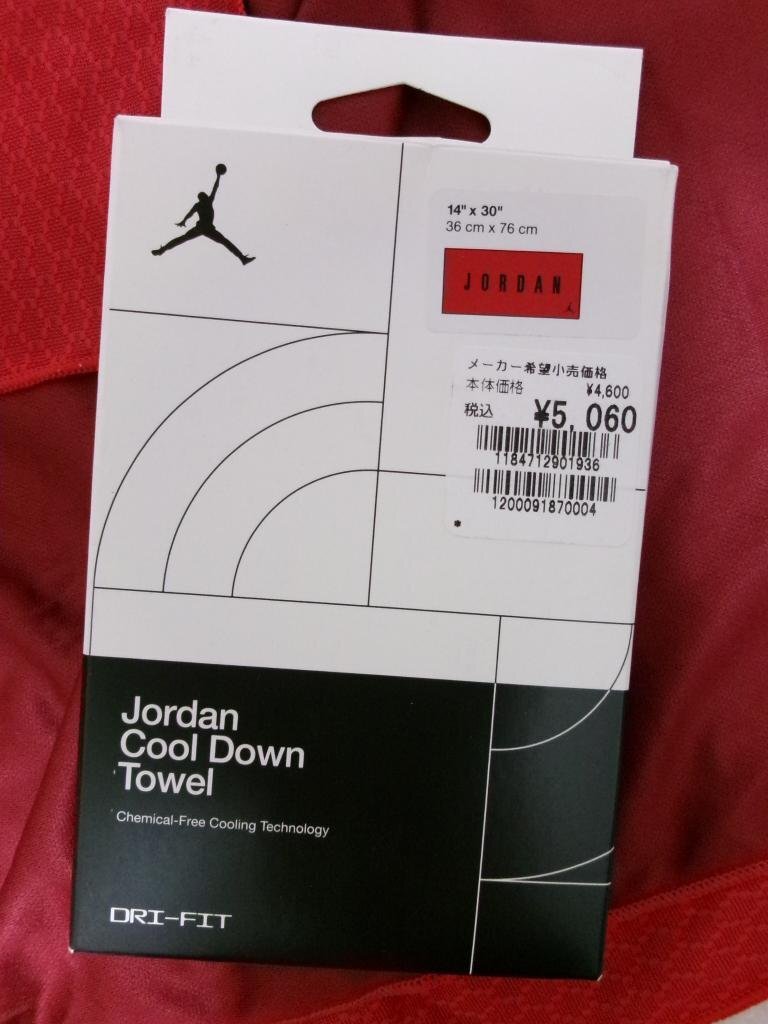 14" x 30"
36 cm x 76 cm
JORDAN
メーカー希望小売価格
本体価格 ¥4,600
税込 ¥5,060
1184712901936
1200091870004
*
Jordan
Cool Down
Towel
Chemical-Free Cooling Technology
DRI-FIT